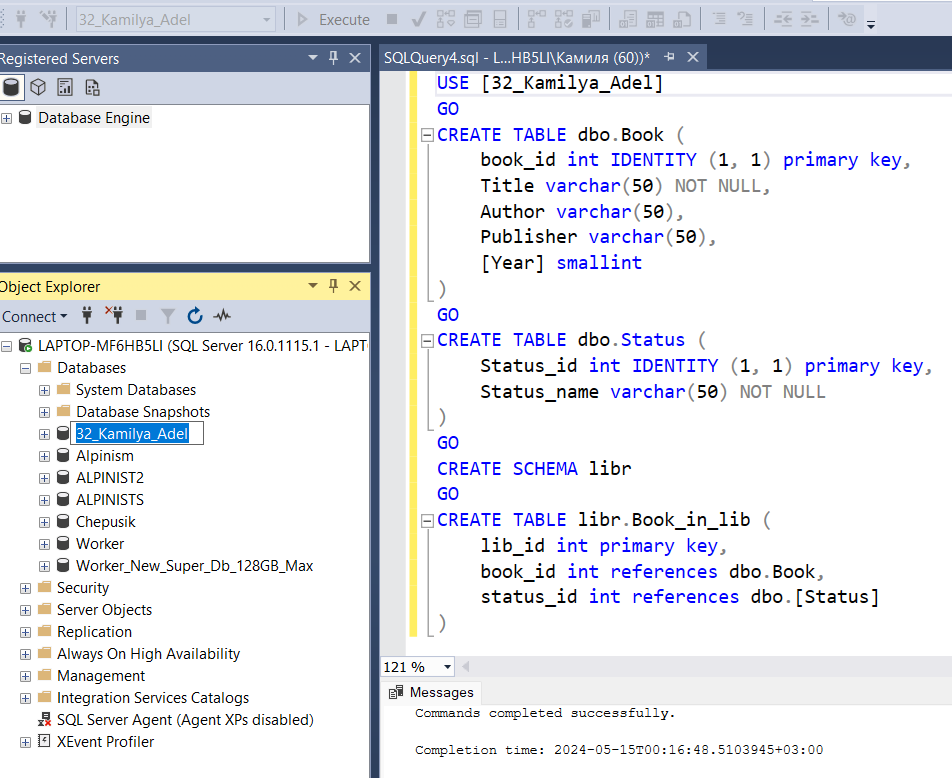 32_Kamilya_Adel
Execute
Registered Servers
Database Engine
Object Explorer
Connect
LAPTOP-MF6HB5LI (SQL Server 16.0.1115.1 - LAPT
Databases
System Databases
Database Snapshots
32_Kamilya_Adel
Alpinism
ALPINIST2
ALPINISTS
Chepusik
Worker
Worker_New_Super_Db_128GB_Max
Security
Server Objects
Replication
Always On High Availability
Management
Integration Services Catalogs
SQL Server Agent (Agent XPs disabled)
XEvent Profiler
SQLQuery4.sql - L...HB5LI\Камиля (60))*
USE [32_Kamilya_Adel]
GO
CREATE TABLE dbo.Book (
book_id int IDENTITY (1, 1) primary key,
Title varchar(50) NOT NULL,
Author varchar(50),
Publisher varchar(50),
[Year] smallint
)
GO
CREATE TABLE dbo.Status (
Status_id int IDENTITY (1, 1) primary key,
Status_name varchar(50) NOT NULL
)
GO
CREATE SCHEMA libr
GO
CREATE TABLE libr.Book_in_lib (
lib_id int primary key,
book_id int references dbo.Book,
status_id int references dbo.[Status]
)
121 %
Messages
Commands completed successfully.
Completion time: 2024-05-15T00:16:48.5103945+03:00